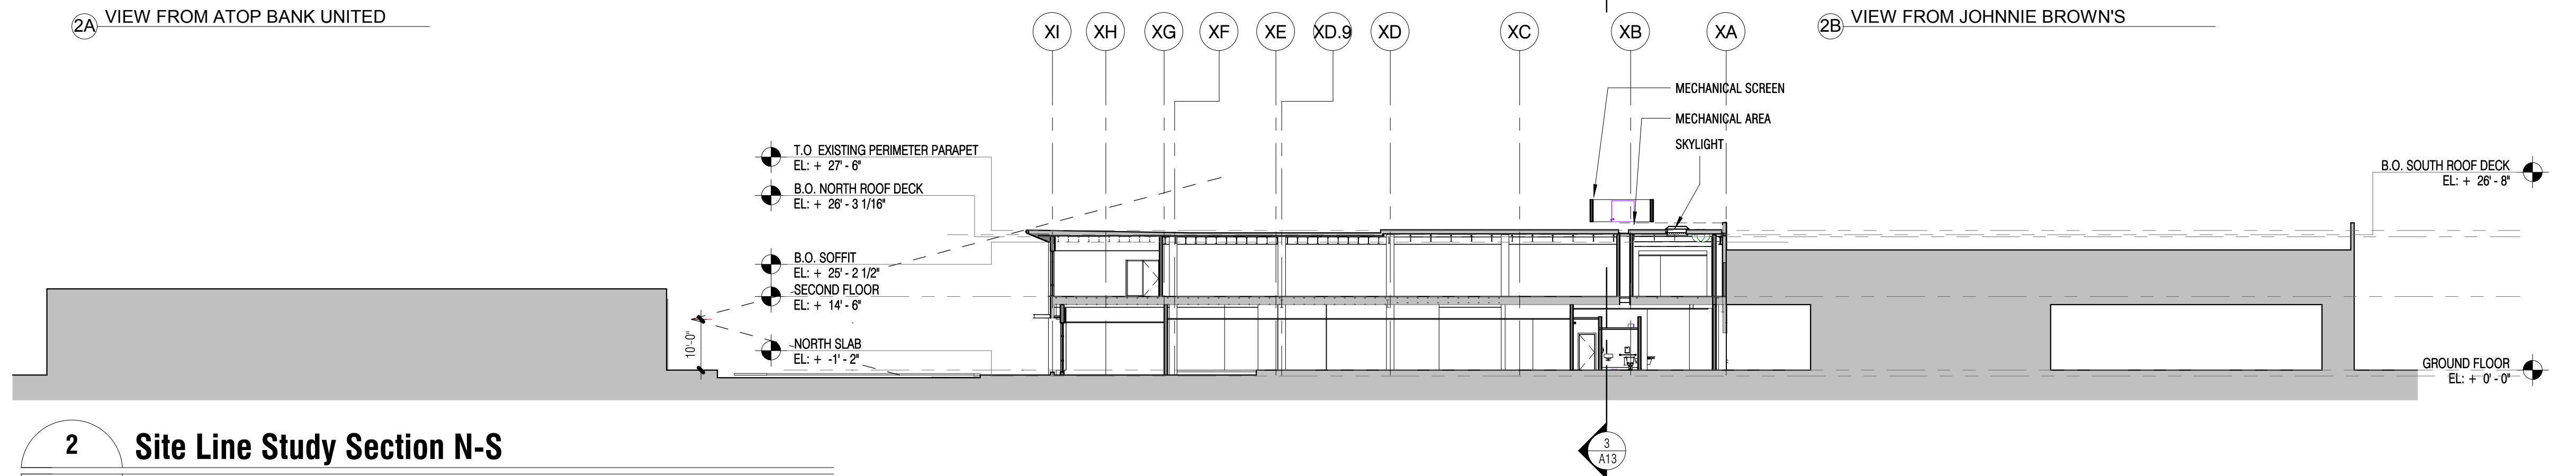 2A VIEW FROM ATOP BANK UNITED
2B VIEW FROM JOHNNIE BROWN'S
XI XH XG XF XE XD.9 XD XC XB XA
MECHANICAL SCREEN
MECHANICAL AREA
SKYLIGHT
T.O EXISTING PERIMETER PARAPET
EL: + 27' - 6"
B.O. NORTH ROOF DECK
EL: + 26' - 3 1/16"
B.O. SOFFIT
EL: + 25' - 2 1/2"
SECOND FLOOR
EL: + 14' - 6"
NORTH SLAB
EL: + -1' - 2"
10'-0"
B.O. SOUTH ROOF DECK
EL: + 26' - 8"
GROUND FLOOR
EL: + 0' - 0"
3
A13
2 Site Line Study Section N-S